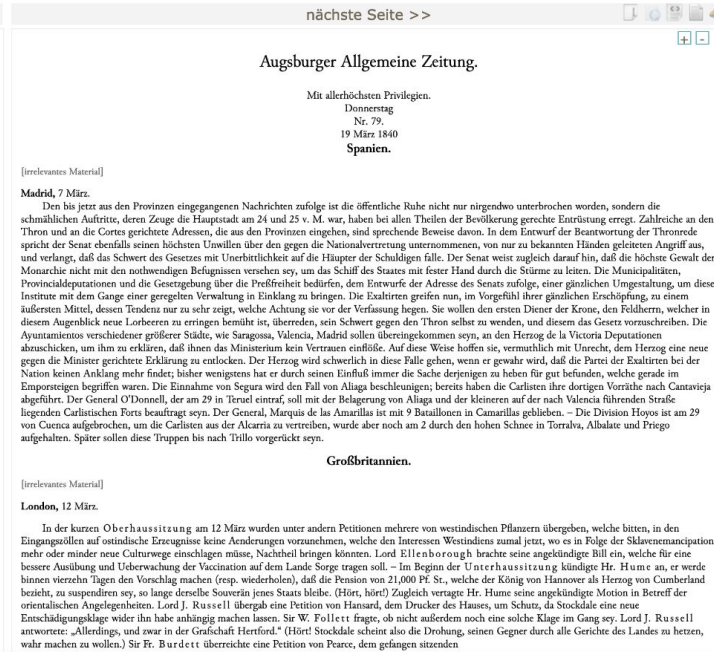 nächste Seite >>
+ -
Augsburger Allgemeine Zeitung.
Mit allerhöchsten Privilegien.
Donnerstag
Nr. 79.
19 März 1840
Spanien.
[irrelevantes Material]
Madrid, 7 März.
Den bis jetzt aus den Provinzen eingegangenen Nachrichten zufolge ist die öffentliche Ruhe nicht nur nirgendwo unterbrochen worden, sondern die
schmählichen Auftritte, deren Zeuge die Hauptstadt am 24 und 25 v. M. war, haben bei allen Theilen der Bevölkerung gerechte Entrüstung erregt. Zahlreiche an den
Thron und an die Cortes gerichtete Adressen, die aus den Provinzen eingehen, sind sprechende Beweise davon. In dem Entwurf der Beantwortung der Thronrede
spricht der Senat ebenfalls seinen höchsten Unwillen über den gegen die Nationalvertretung unternommenen, von nur zu bekannten Händen geleiteten Angriff aus,
und verlangt, daß das Schwert des Gesetzes mit Unerbittlichkeit auf die Häupter der Schuldigen falle. Der Senat weist zugleich darauf hin, daß die höchste Gewalt der
Monarchie nicht mit den nothwendigen Befugnissen versehen sey, um das Schiff des Staates mit fester Hand durch die Stürme zu leiten. Die Municipalitäten,
Provincialdeputationen und die Gesetzgebung über die Preßfreiheit bedürfen, dem Entwurfe der Adresse des Senats zufolge, einer gänzlichen Umgestaltung, um diese
Institute mit dem Gange einer geregelten Verwaltung in Einklang zu bringen. Die Exaltirten greifen nun, im Vorgefühl ihrer gänzlichen Erschöpfung, zu einem
äußersten Mittel, dessen Tendenz nur zu sehr zeigt, welche Achtung sie vor der Verfassung hegen. Sie wollen den ersten Diener der Krone, den Feldherrn, welcher in
diesem Augenblick neue Lorbeeren zu erringen bemüht ist, überreden, sein Schwert gegen den Thron selbst zu wenden, und diesem das Gesetz vorzuschreiben. Die
Ayuntamientos verschiedener größerer Städte, wie Saragossa, Valencia, Madrid sollen übereingekommen seyn, an den Herzog de la Victoria Deputationen
abzuschicken, um ihm zu erklären, daß ihnen das Ministerium kein Vertrauen einflöße. Auf diese Weise hoffen sie, vermuthlich mit Unrecht, dem Herzog eine neue
gegen die Minister gerichtete Erklärung zu entlocken. Der Herzog wird schwerlich in diese Falle gehen, wenn er gewahr wird, daß die Partei der Exaltirten bei der
Nation keinen Anklang mehr findet; bisher wenigstens hat er durch seinen Einfluß immer die Sache derjenigen zu heben für gut befunden, welche gerade im
Emporsteigen begriffen waren. Die Einnahme von Segura wird den Fall von Aliaga beschleunigen; bereits haben die Carlisten ihre dortigen Vorräthe nach Cantavieja
abgeführt. Der General O'Donnell, der am 29 in Teruel eintraf, soll mit der Belagerung von Aliaga und der kleineren auf der nach Valencia führenden Straße
liegenden Carlistischen Forts beauftragt seyn. Der General, Marquis de las Amarillas ist mit 9 Bataillonen in Camarillas geblieben. – Die Division Hoyos ist am 29
von Cuenca aufgebrochen, um die Carlisten aus der Alcarria zu vertreiben, wurde aber noch am 2 durch den hohen Schnee in Torralva, Albalate und Priego
aufgehalten. Später sollen diese Truppen bis nach Trillo vorgerückt seyn.
Großbritannien.
[irrelevantes Material]
London, 12 März.
In der kurzen Oberhaussitzung am 12 März wurden unter andern Petitionen mehrere von westindischen Pflanzern übergeben, welche bitten, in den
Eingangszöllen auf ostindische Erzeugnisse keine Aenderungen vorzunehmen, welche den Interessen Westindiens zumal jetzt, wo es in Folge der Sklavenemancipation
mehr oder minder neue Culturwege einschlagen müsse, Nachtheil bringen könnten. Lord Ellenborough brachte seine angekündigte Bill ein, welche für eine
bessere Ausübung und Ueberwachung der Vaccination auf dem Lande Sorge tragen soll. – Im Beginn der Unterhaussitzung kündigte Hr. Hume an, er werde
binnen vierzehn Tagen den Vorschlag machen (resp. wiederholen), daß die Pension von 21,000 Pf. St., welche der König von Hannover als Herzog von Cumberland
bezieht, zu suspendiren sey, so lange derselbe Souverän jenes Staats bleibe. (Hört, hört!) Zugleich vertagte Hr. Hume seine angekündigte Motion in Betreff der
orientalischen Angelegenheiten. Lord J. Russell übergab eine Petition von Hansard, dem Drucker des Hauses, um Schutz, da Stockdale eine neue
Entschädigungsklage wider ihn habe anhängig machen lassen. Sir W. Follett fragte, ob nicht außerdem noch eine solche Klage im Gang sey. Lord J. Russell
antwortete: „Allerdings, und zwar in der Grafschaft Hertford.“ (Hört! Stockdale scheint also die Drohung, seinen Gegner durch alle Gerichte des Landes zu hetzen,
wahr machen zu wollen.) Sir Fr. Burdett überreichte eine Petition von Pearce, dem gefangen sitzenden